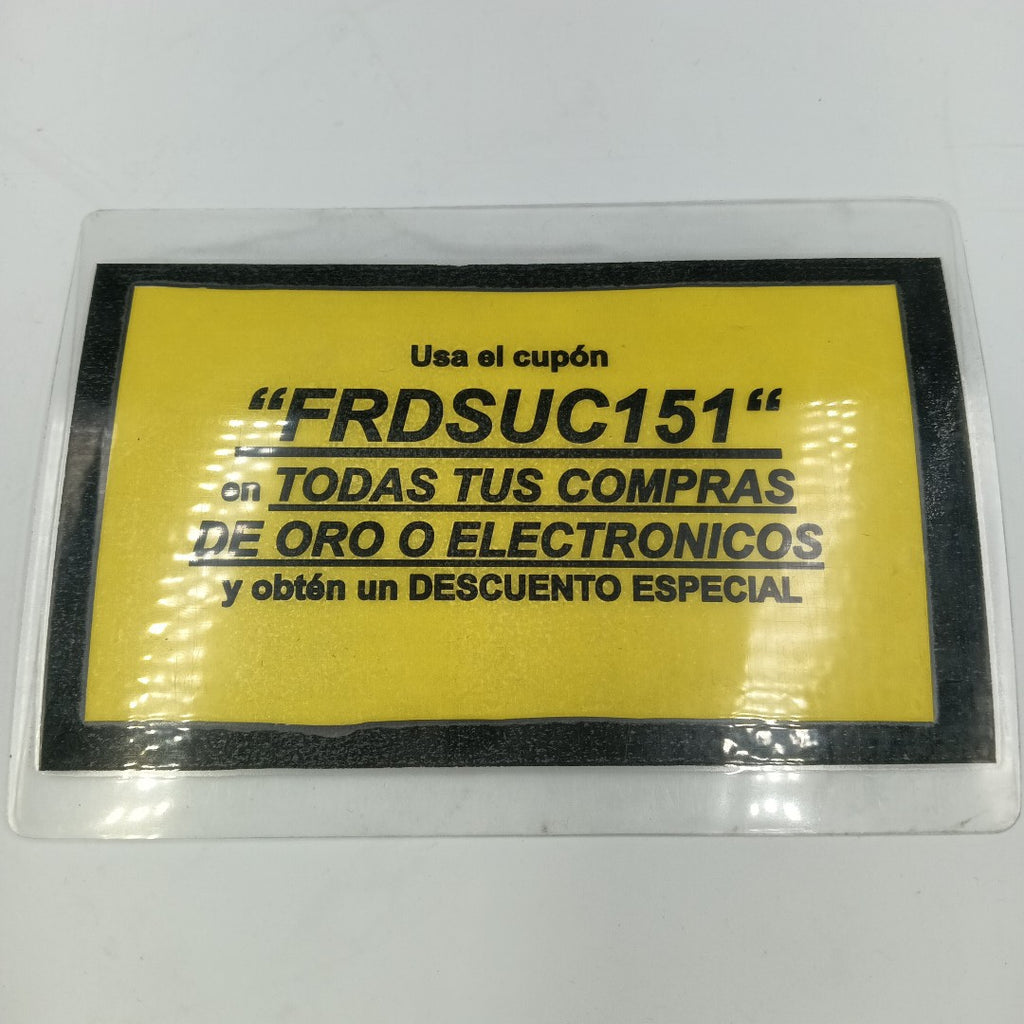 Usa el cupón
“FRDSUC151“
en TODAS TUS COMPRAS
DE ORO O ELECTRONICOS
y obtén un DESCUENTO ESPECIAL